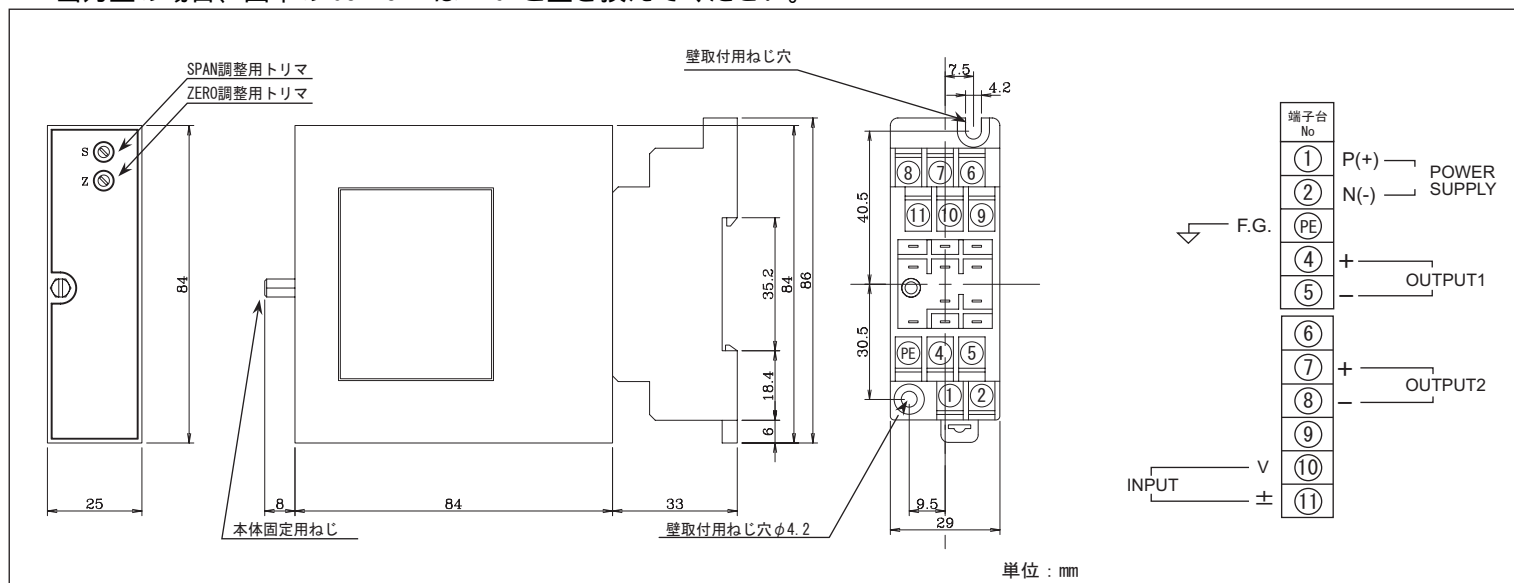 SPAN調整用トリマ
ZERO調整用トリマ
S
Z
84
25
8
84
33
本体固定用ねじ
35.2
18.4
6
84
86
壁取付用ねじ穴
7.5
4.2
40.5
30.5
⑧ ⑦ ⑥
⑪ ⑩ ⑨
PE ④ ⑤
① ②
9.5
29
壁取付用ねじ穴φ4.2
単位：mm
端子台
No
① P(+)
② N(-)
POWER
SUPPLY
F.G. PE
④ +
⑤ −
OUTPUT1
⑥
⑦ +
⑧ −
OUTPUT2
⑨
V ⑩
± ⑪
INPUT